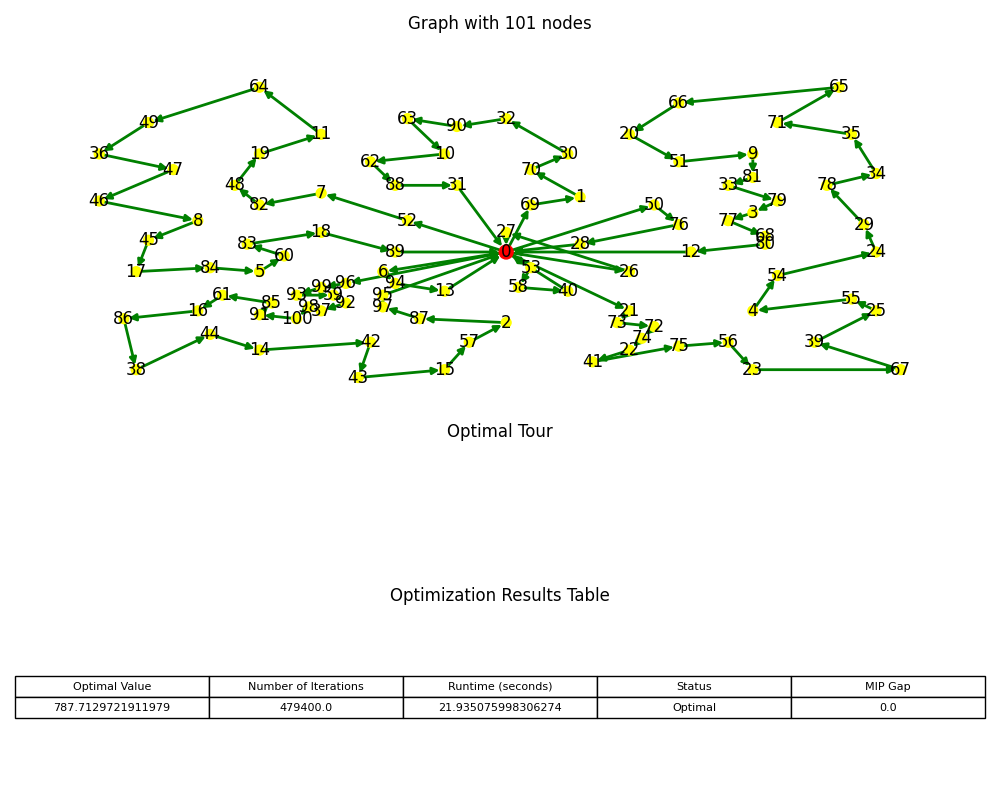 Graph with 101 nodes
64 65
66
63 32
49 90 71
11 20 35
36 19 10 30 9
62 51
47 70 34
81
48 88 31 33 78
7
46 82 69 1 50 79
3
8 52 77
76 29
18 27 68
45 83 28 80
89 0 12 24
60
17 84 5 6 53 26 54
96 94
99 58 40
93 59 95 13
61 85 92 97 98 37 55
16 91 21 4 25
86 100 87 2 73 72
44 74
42 57 56 39
14 22 75
41
38 43 15 23 67
Optimal Tour
Optimization Results Table
Optimal Value Number of Iterations Runtime (seconds) Status MIP Gap
787.7129721911979 479400.0 21.935075998306274 Optimal 0.0